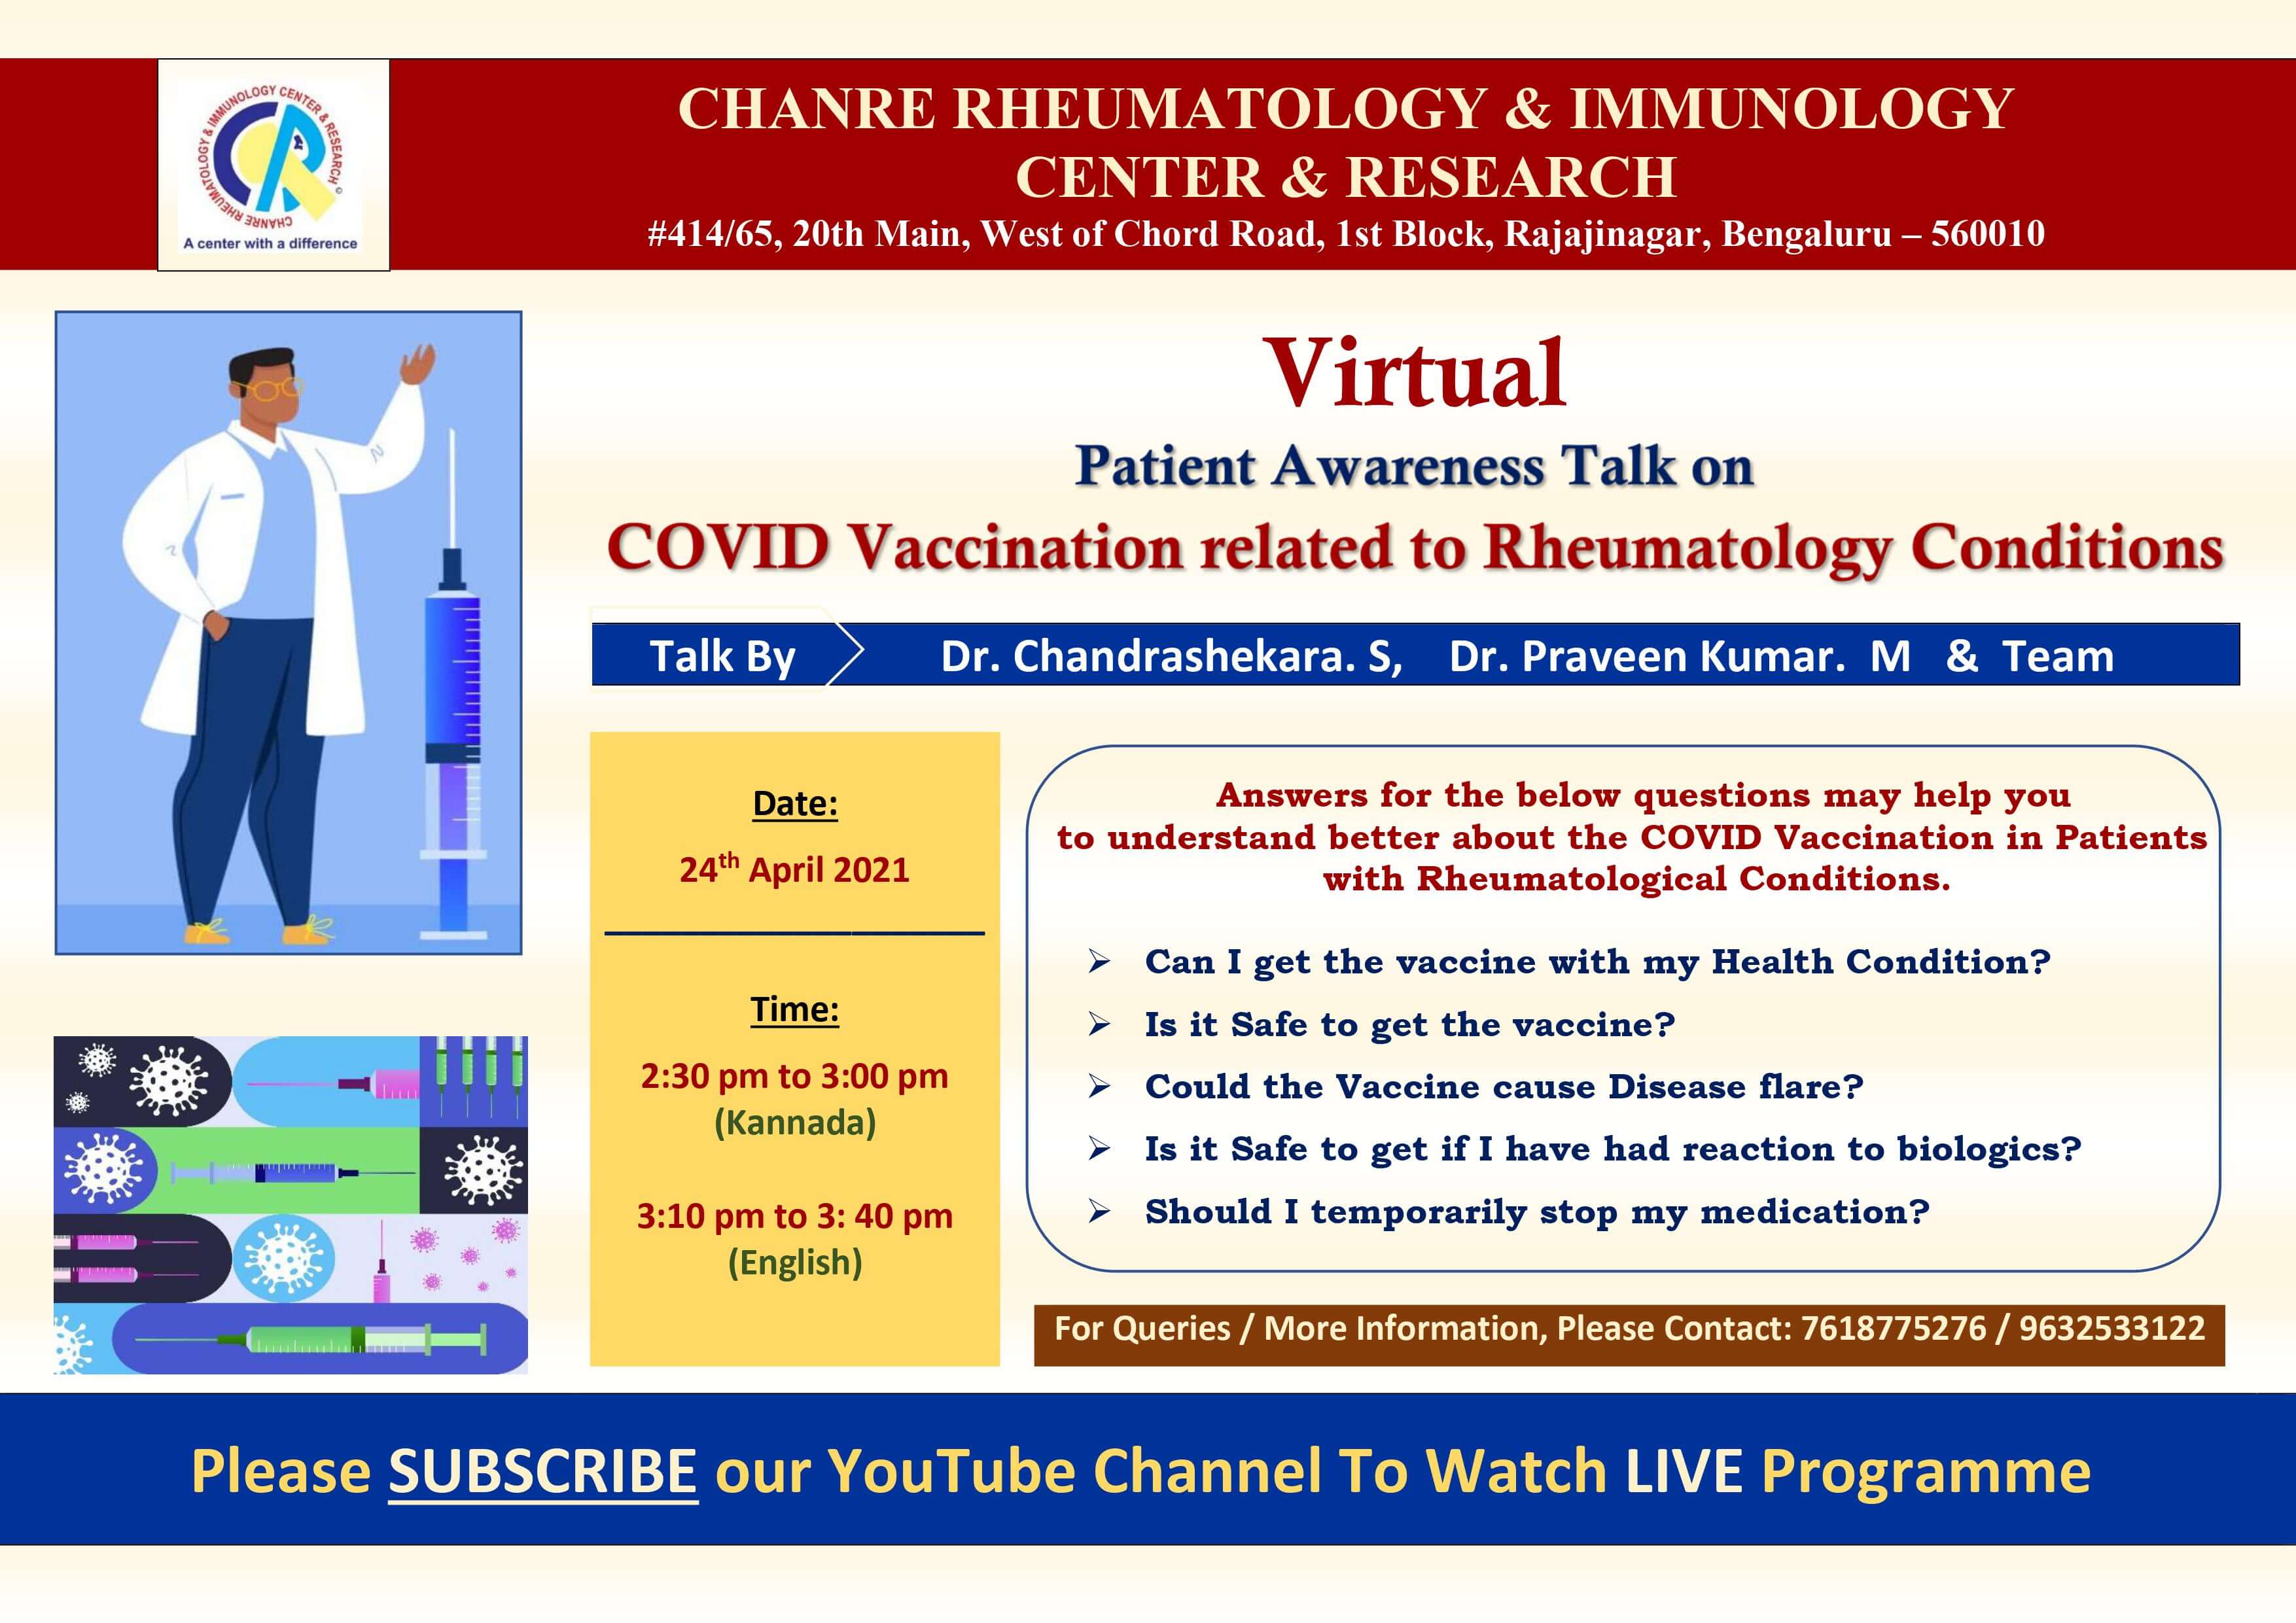 CHANRE RHEUMATOLOGY & IMMUNOLOGY CENTER & RESEARCH ©
A center with a difference
CHANRE RHEUMATOLOGY & IMMUNOLOGY
CENTER & RESEARCH
#414/65, 20th Main, West of Chord Road, 1st Block, Rajajinagar, Bengaluru – 560010
Virtual
Patient Awareness Talk on
COVID Vaccination related to Rheumatology Conditions
Talk By Dr. Chandrashekara. S, Dr. Praveen Kumar. M & Team
Date:
24th April 2021
Time:
2:30 pm to 3:00 pm
(Kannada)
3:10 pm to 3: 40 pm
(English)
Answers for the below questions may help you
to understand better about the COVID Vaccination in Patients
with Rheumatological Conditions.
➢ Can I get the vaccine with my Health Condition?
➢ Is it Safe to get the vaccine?
➢ Could the Vaccine cause Disease flare?
➢ Is it Safe to get if I have had reaction to biologics?
➢ Should I temporarily stop my medication?
For Queries / More Information, Please Contact: 7618775276 / 9632533122
Please SUBSCRIBE our YouTube Channel To Watch LIVE Programme